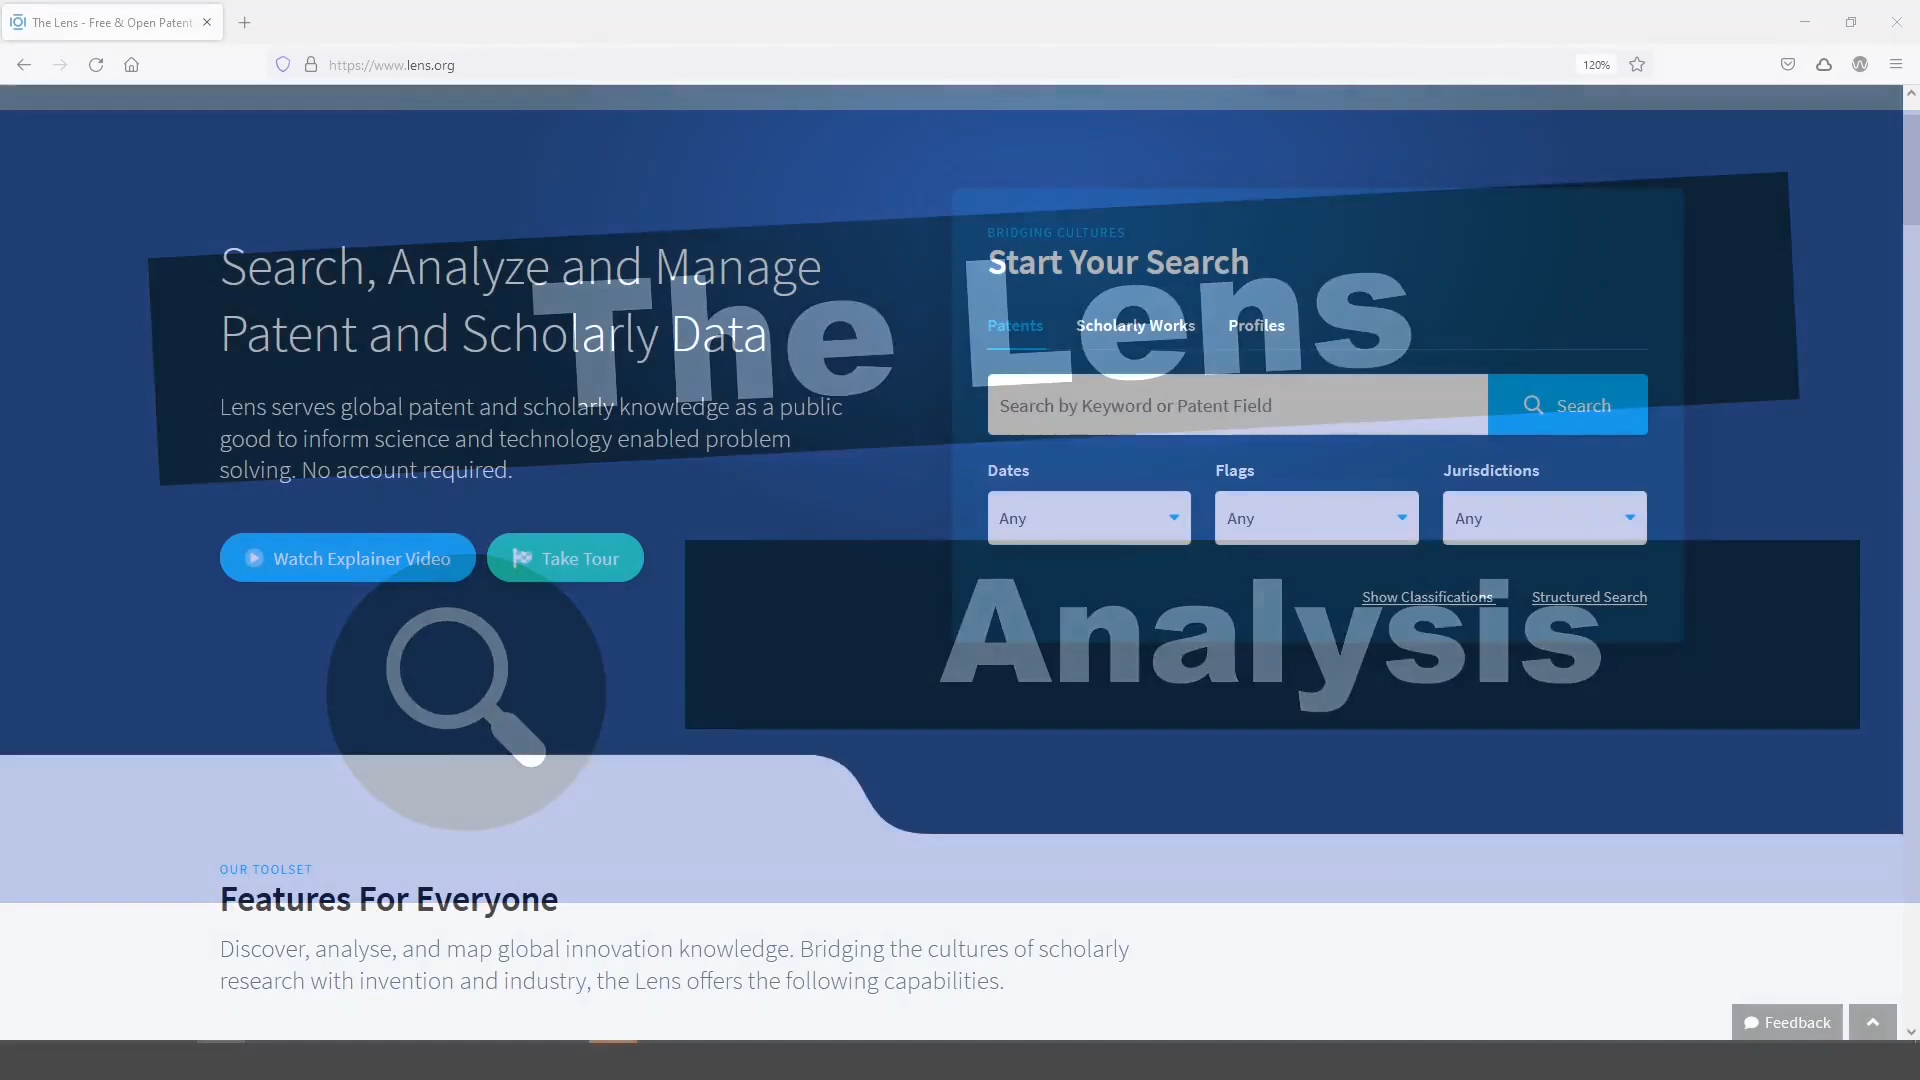 The Lens - Free & Open Patent
https://www.lens.org
120%
Search, Analyze and Manage
Patent and Scholarly Data
Lens serves global patent and scholarly knowledge as a public
good to inform science and technology enabled problem
solving. No account required.
Watch Explainer Video
Take Tour
The Lens
Analysis
BRIDGING CULTURES
Start Your Search
Patents Scholarly Works Profiles
Search by Keyword or Patent Field
Search
Dates Flags Jurisdictions
Any Any Any
Show Classifications Structured Search
OUR TOOLSET
Features For Everyone
Discover, analyse, and map global innovation knowledge. Bridging the cultures of scholarly
research with invention and industry, the Lens offers the following capabilities.
Feedback